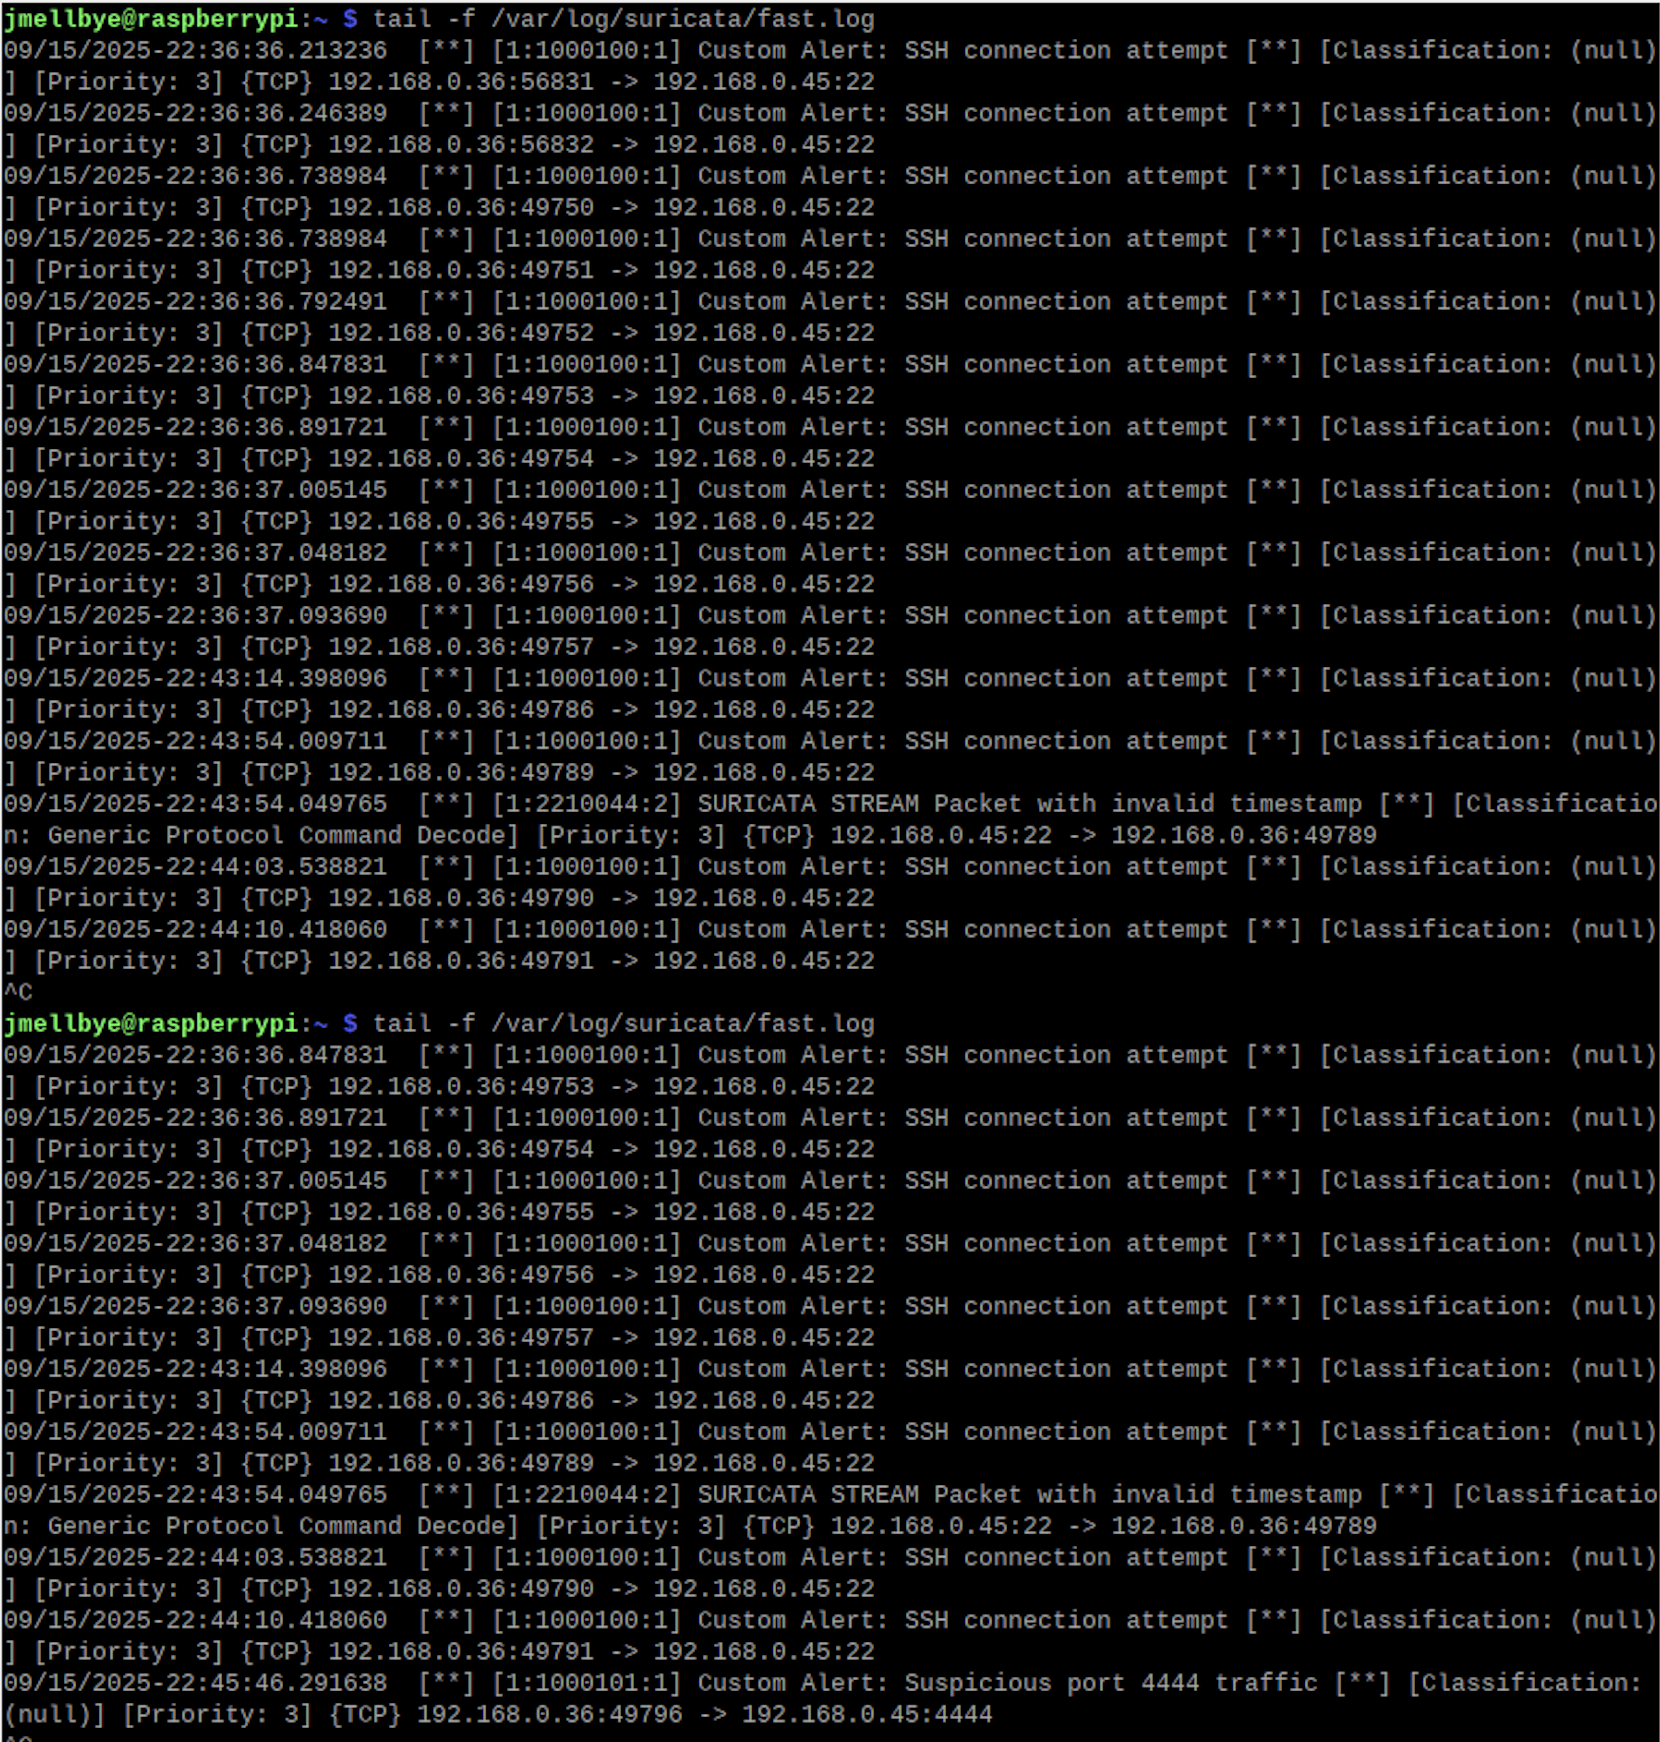 jmellbye@raspberrypi:~ $ tail -f /var/log/suricata/fast.log
09/15/2025-22:36:36.213236  [**] [1:1000100:1] Custom Alert: SSH connection attempt [**] [Classification: (null)
] [Priority: 3] {TCP} 192.168.0.36:56831 -> 192.168.0.45:22
09/15/2025-22:36:36.246389  [**] [1:1000100:1] Custom Alert: SSH connection attempt [**] [Classification: (null)
] [Priority: 3] {TCP} 192.168.0.36:56832 -> 192.168.0.45:22
09/15/2025-22:36:36.738984  [**] [1:1000100:1] Custom Alert: SSH connection attempt [**] [Classification: (null)
] [Priority: 3] {TCP} 192.168.0.36:49750 -> 192.168.0.45:22
09/15/2025-22:36:36.738984  [**] [1:1000100:1] Custom Alert: SSH connection attempt [**] [Classification: (null)
] [Priority: 3] {TCP} 192.168.0.36:49751 -> 192.168.0.45:22
09/15/2025-22:36:36.792491  [**] [1:1000100:1] Custom Alert: SSH connection attempt [**] [Classification: (null)
] [Priority: 3] {TCP} 192.168.0.36:49752 -> 192.168.0.45:22
09/15/2025-22:36:36.847831  [**] [1:1000100:1] Custom Alert: SSH connection attempt [**] [Classification: (null)
] [Priority: 3] {TCP} 192.168.0.36:49753 -> 192.168.0.45:22
09/15/2025-22:36:36.891721  [**] [1:1000100:1] Custom Alert: SSH connection attempt [**] [Classification: (null)
] [Priority: 3] {TCP} 192.168.0.36:49754 -> 192.168.0.45:22
09/15/2025-22:36:37.005145  [**] [1:1000100:1] Custom Alert: SSH connection attempt [**] [Classification: (null)
] [Priority: 3] {TCP} 192.168.0.36:49755 -> 192.168.0.45:22
09/15/2025-22:36:37.048182  [**] [1:1000100:1] Custom Alert: SSH connection attempt [**] [Classification: (null)
] [Priority: 3] {TCP} 192.168.0.36:49756 -> 192.168.0.45:22
09/15/2025-22:36:37.093690  [**] [1:1000100:1] Custom Alert: SSH connection attempt [**] [Classification: (null)
] [Priority: 3] {TCP} 192.168.0.36:49757 -> 192.168.0.45:22
09/15/2025-22:43:14.398096  [**] [1:1000100:1] Custom Alert: SSH connection attempt [**] [Classification: (null)
] [Priority: 3] {TCP} 192.168.0.36:49786 -> 192.168.0.45:22
09/15/2025-22:43:54.009711  [**] [1:1000100:1] Custom Alert: SSH connection attempt [**] [Classification: (null)
] [Priority: 3] {TCP} 192.168.0.36:49789 -> 192.168.0.45:22
09/15/2025-22:43:54.049765  [**] [1:2210044:2] SURICATA STREAM Packet with invalid timestamp [**] [Classificatio
n: Generic Protocol Command Decode] [Priority: 3] {TCP} 192.168.0.45:22 -> 192.168.0.36:49789
09/15/2025-22:44:03.538821  [**] [1:1000100:1] Custom Alert: SSH connection attempt [**] [Classification: (null)
] [Priority: 3] {TCP} 192.168.0.36:49790 -> 192.168.0.45:22
09/15/2025-22:44:10.418060  [**] [1:1000100:1] Custom Alert: SSH connection attempt [**] [Classification: (null)
] [Priority: 3] {TCP} 192.168.0.36:49791 -> 192.168.0.45:22
^C
jmellbye@raspberrypi:~ $ tail -f /var/log/suricata/fast.log
09/15/2025-22:36:36.847831  [**] [1:1000100:1] Custom Alert: SSH connection attempt [**] [Classification: (null)
] [Priority: 3] {TCP} 192.168.0.36:49753 -> 192.168.0.45:22
09/15/2025-22:36:36.891721  [**] [1:1000100:1] Custom Alert: SSH connection attempt [**] [Classification: (null)
] [Priority: 3] {TCP} 192.168.0.36:49754 -> 192.168.0.45:22
09/15/2025-22:36:37.005145  [**] [1:1000100:1] Custom Alert: SSH connection attempt [**] [Classification: (null)
] [Priority: 3] {TCP} 192.168.0.36:49755 -> 192.168.0.45:22
09/15/2025-22:36:37.048182  [**] [1:1000100:1] Custom Alert: SSH connection attempt [**] [Classification: (null)
] [Priority: 3] {TCP} 192.168.0.36:49756 -> 192.168.0.45:22
09/15/2025-22:36:37.093690  [**] [1:1000100:1] Custom Alert: SSH connection attempt [**] [Classification: (null)
] [Priority: 3] {TCP} 192.168.0.36:49757 -> 192.168.0.45:22
09/15/2025-22:43:14.398096  [**] [1:1000100:1] Custom Alert: SSH connection attempt [**] [Classification: (null)
] [Priority: 3] {TCP} 192.168.0.36:49786 -> 192.168.0.45:22
09/15/2025-22:43:54.009711  [**] [1:1000100:1] Custom Alert: SSH connection attempt [**] [Classification: (null)
] [Priority: 3] {TCP} 192.168.0.36:49789 -> 192.168.0.45:22
09/15/2025-22:43:54.049765  [**] [1:2210044:2] SURICATA STREAM Packet with invalid timestamp [**] [Classificatio
n: Generic Protocol Command Decode] [Priority: 3] {TCP} 192.168.0.45:22 -> 192.168.0.36:49789
09/15/2025-22:44:03.538821  [**] [1:1000100:1] Custom Alert: SSH connection attempt [**] [Classification: (null)
] [Priority: 3] {TCP} 192.168.0.36:49790 -> 192.168.0.45:22
09/15/2025-22:44:10.418060  [**] [1:1000100:1] Custom Alert: SSH connection attempt [**] [Classification: (null)
] [Priority: 3] {TCP} 192.168.0.36:49791 -> 192.168.0.45:22
09/15/2025-22:45:46.291638  [**] [1:1000101:1] Custom Alert: Suspicious port 4444 traffic [**] [Classification:
(null)] [Priority: 3] {TCP} 192.168.0.36:49796 -> 192.168.0.45:4444